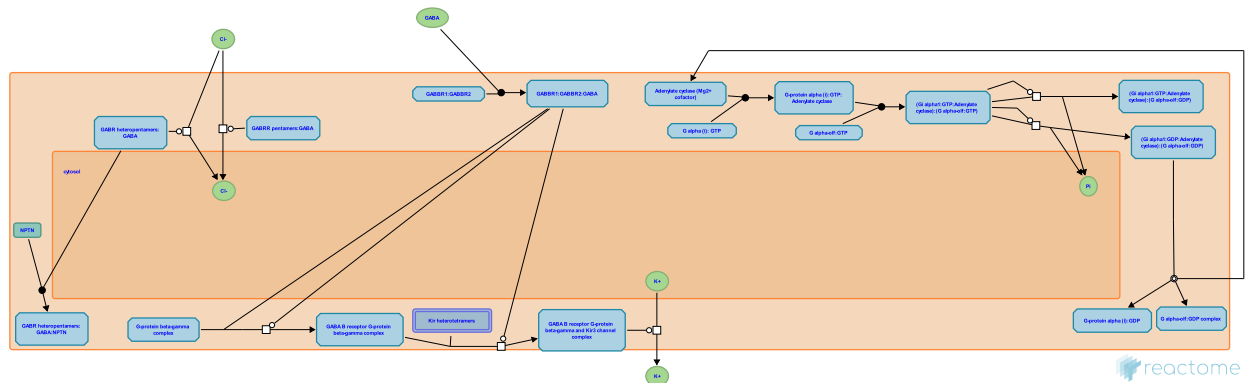 GABA
Cl-
GABBR1:GABBR2
GABBR1:GABBR2:GABA
Adenylate cyclase (Mg2+
cofactor)
G-protein alpha (i):GTP:
Adenylate cyclase
(Gi alpha1:GTP:Adenylate
cyclase):(G alpha-olf:GTP)
(Gi alpha1:GTP:Adenylate
cyclase):(G alpha-olf:GDP)
GABR heteropentamers:
GABA
GABRR pentamers:GABA
G alpha (i): GTP
G alpha-olf:GTP
(Gi alpha1:GDP:Adenylate
cyclase):(G alpha-olf:GDP)
cytosol
Cl-
Pi
NPTN
K+
GABR heteropentamers:
GABA:NPTN
G-protein beta-gamma
complex
GABA B receptor G-protein
beta-gamma complex
Kir heterotetramers
GABA B receptor G-protein
beta-gamma and Kir3 channel
complex
G-protein alpha (i):GDP
G alpha-olf:GDP complex
K+
reactome